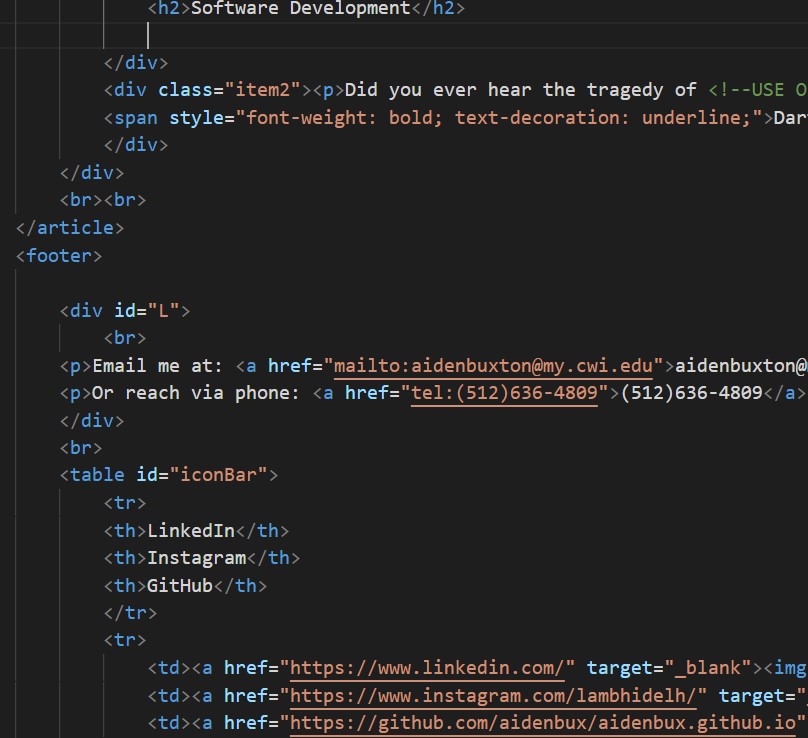 <h2>Software Development</h2>
</div>
<div class="item2"><p>Did you ever hear the tragedy of <!--USE O
<span style="font-weight: bold; text-decoration: underline;">Dar
</div>
</div>
<br><br>
</article>
<footer>
<div id="L">
<br>
<p>Email me at: <a href="mailto:aidenbuxton@my.cwi.edu">aidenbuxton@
<p>Or reach via phone: <a href="tel:(512)636-4809">(512)636-4809</a>
</div>
<br>
<table id="iconBar">
<tr>
<th>LinkedIn</th>
<th>Instagram</th>
<th>GitHub</th>
</tr>
<tr>
<td><a href="https://www.linkedin.com/" target="_blank"><img
<td><a href="https://www.instagram.com/lambhidelh/" target="
<td><a href="https://github.com/aidenbux/aidenbux.github.io"